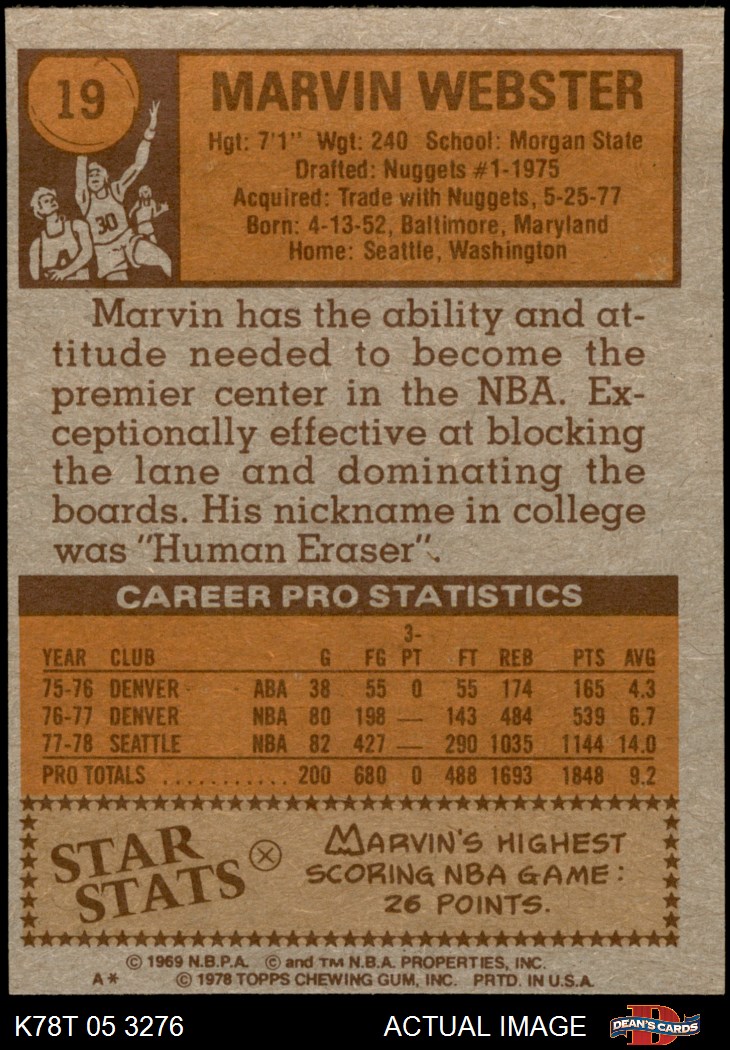 19
MARVIN WEBSTER
Hgt: 7'1" Wgt: 240 School: Morgan State
Drafted: Nuggets #1-1975
Acquired: Trade with Nuggets, 5-25-77
Born: 4-13-52, Baltimore, Maryland
Home: Seattle, Washington
30
Marvin has the ability and at-
titude needed to become the
premier center in the NBA. Ex-
ceptionally effective at blocking
the lane and dominating the
boards. His nickname in college
was "Human Eraser".
CAREER PRO STATISTICS
3-
YEAR CLUB G FG PT FT REB PTS AVG
75-76 DENVER ABA 38 55 0 55 174 165 4.3
76-77 DENVER NBA 80 198 — 143 484 539 6.7
77-78 SEATTLE NBA 82 427 — 290 1035 1144 14.0
PRO TOTALS ........... 200 680 0 488 1693 1848 9.2
STAR
STATS
MARVIN'S HIGHEST
SCORING NBA GAME:
26 POINTS.
© 1969 N.B.P.A. © and TM N.B.A. PROPERTIES, INC.
A* © 1978 TOPPS CHEWING GUM, INC. PRTD. IN U.S.A.
K78T 05 3276 ACTUAL IMAGE D DEAN'S CARDS